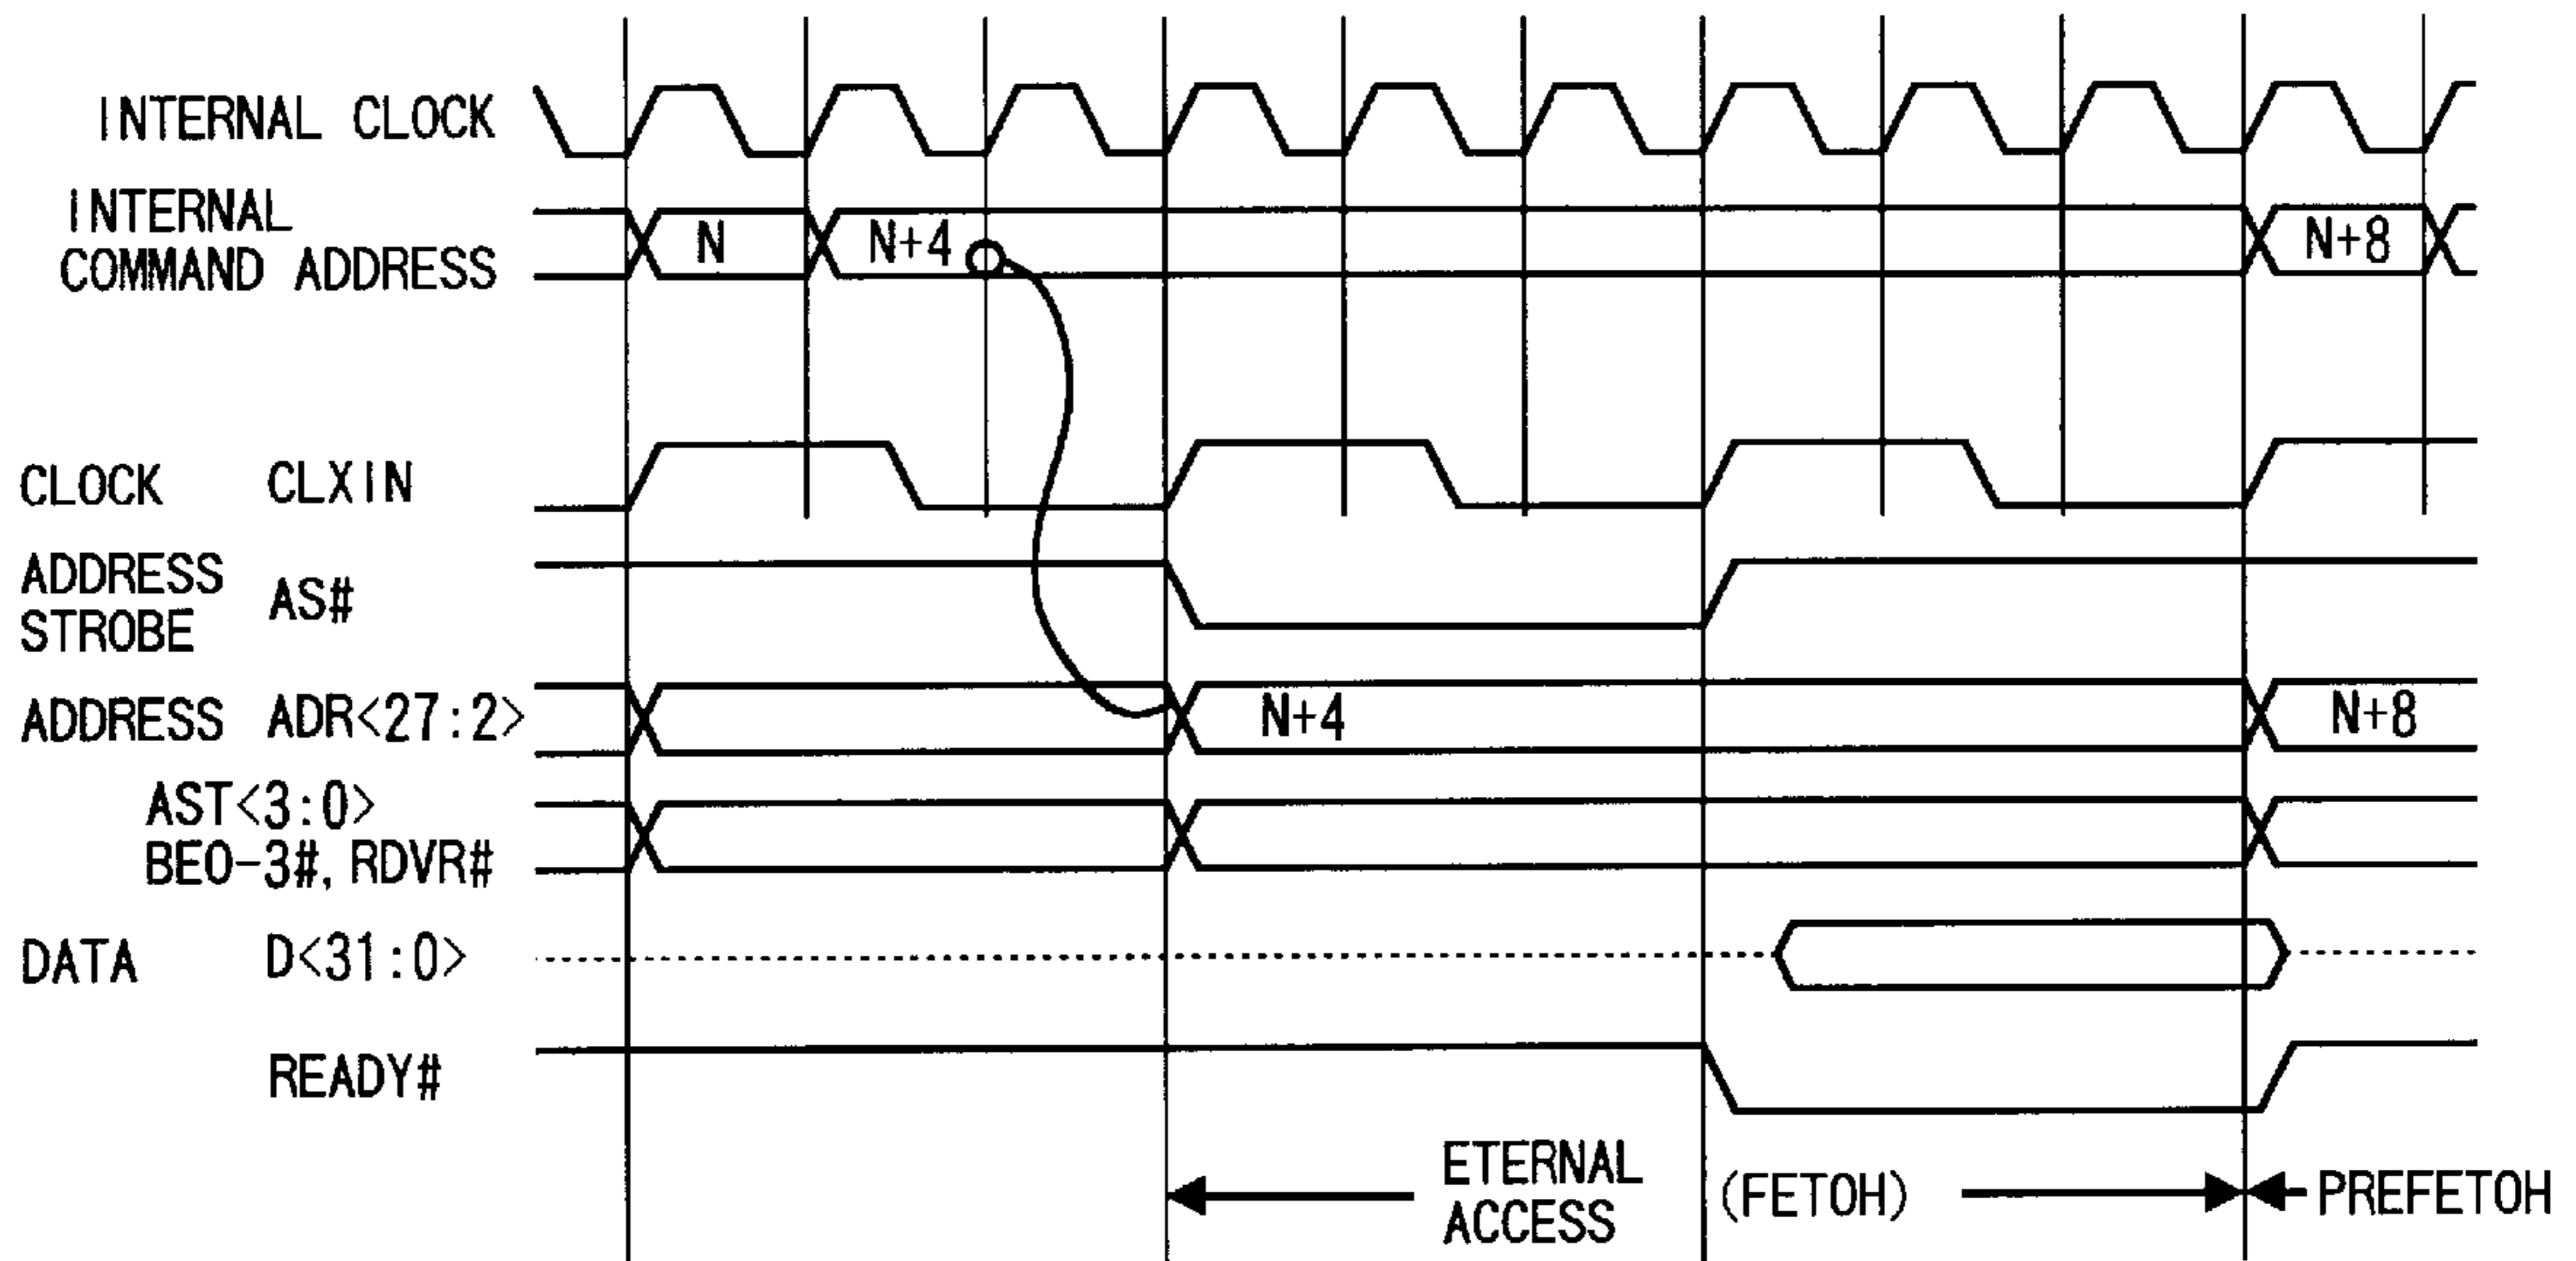 INTERNAL CLOCK
INTERNAL
COMMAND ADDRESS
N
N+4
N+8
CLOCK CLXIN
ADDRESS
STROBE
AS#
ADDRESS ADR<27:2>
N+4
N+8
AST<3:0>
BE0-3#, RDVR#
DATA D<31:0>
READY#
ETERNAL
ACCESS
(FETOH)
PREFETOH